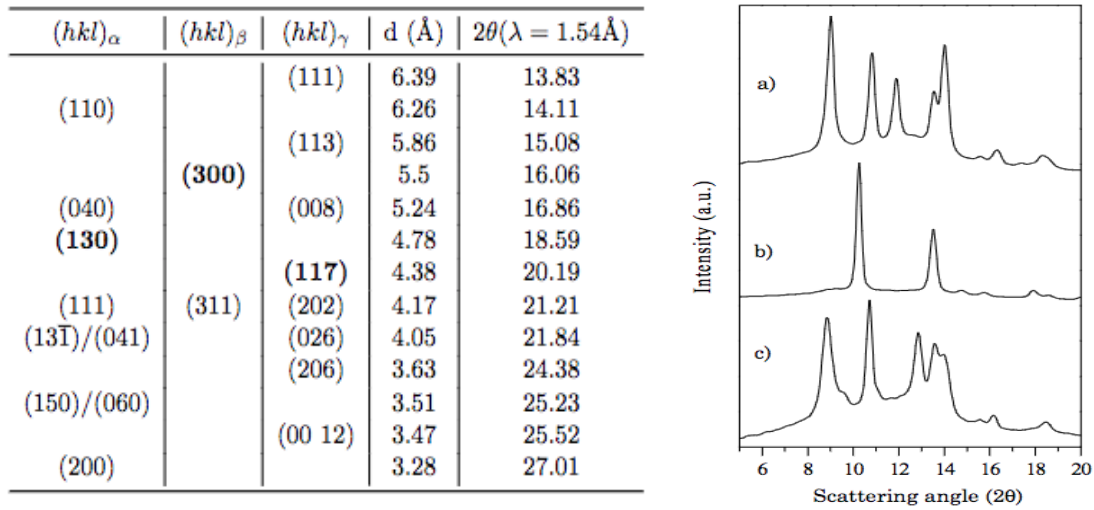 (hkl)α (hkl)β (hkl)γ d (Å) 2θ(λ = 1.54Å)
(111) 6.39 13.83
(110) 6.26 14.11
(113) 5.86 15.08
(300) 5.5 16.06
(040) (008) 5.24 16.86
(130) 4.78 18.59
(117) 4.38 20.19
(111) (311) (202) 4.17 21.21
(131̅)/(041) (026) 4.05 21.84
(206) 3.63 24.38
(150)/(060) 3.51 25.23
(00 12) 3.47 25.52
(200) 3.28 27.01
Intensity (a.u.)
a)
b)
c)
6 8 10 12 14 16 18 20
Scattering angle (2θ)